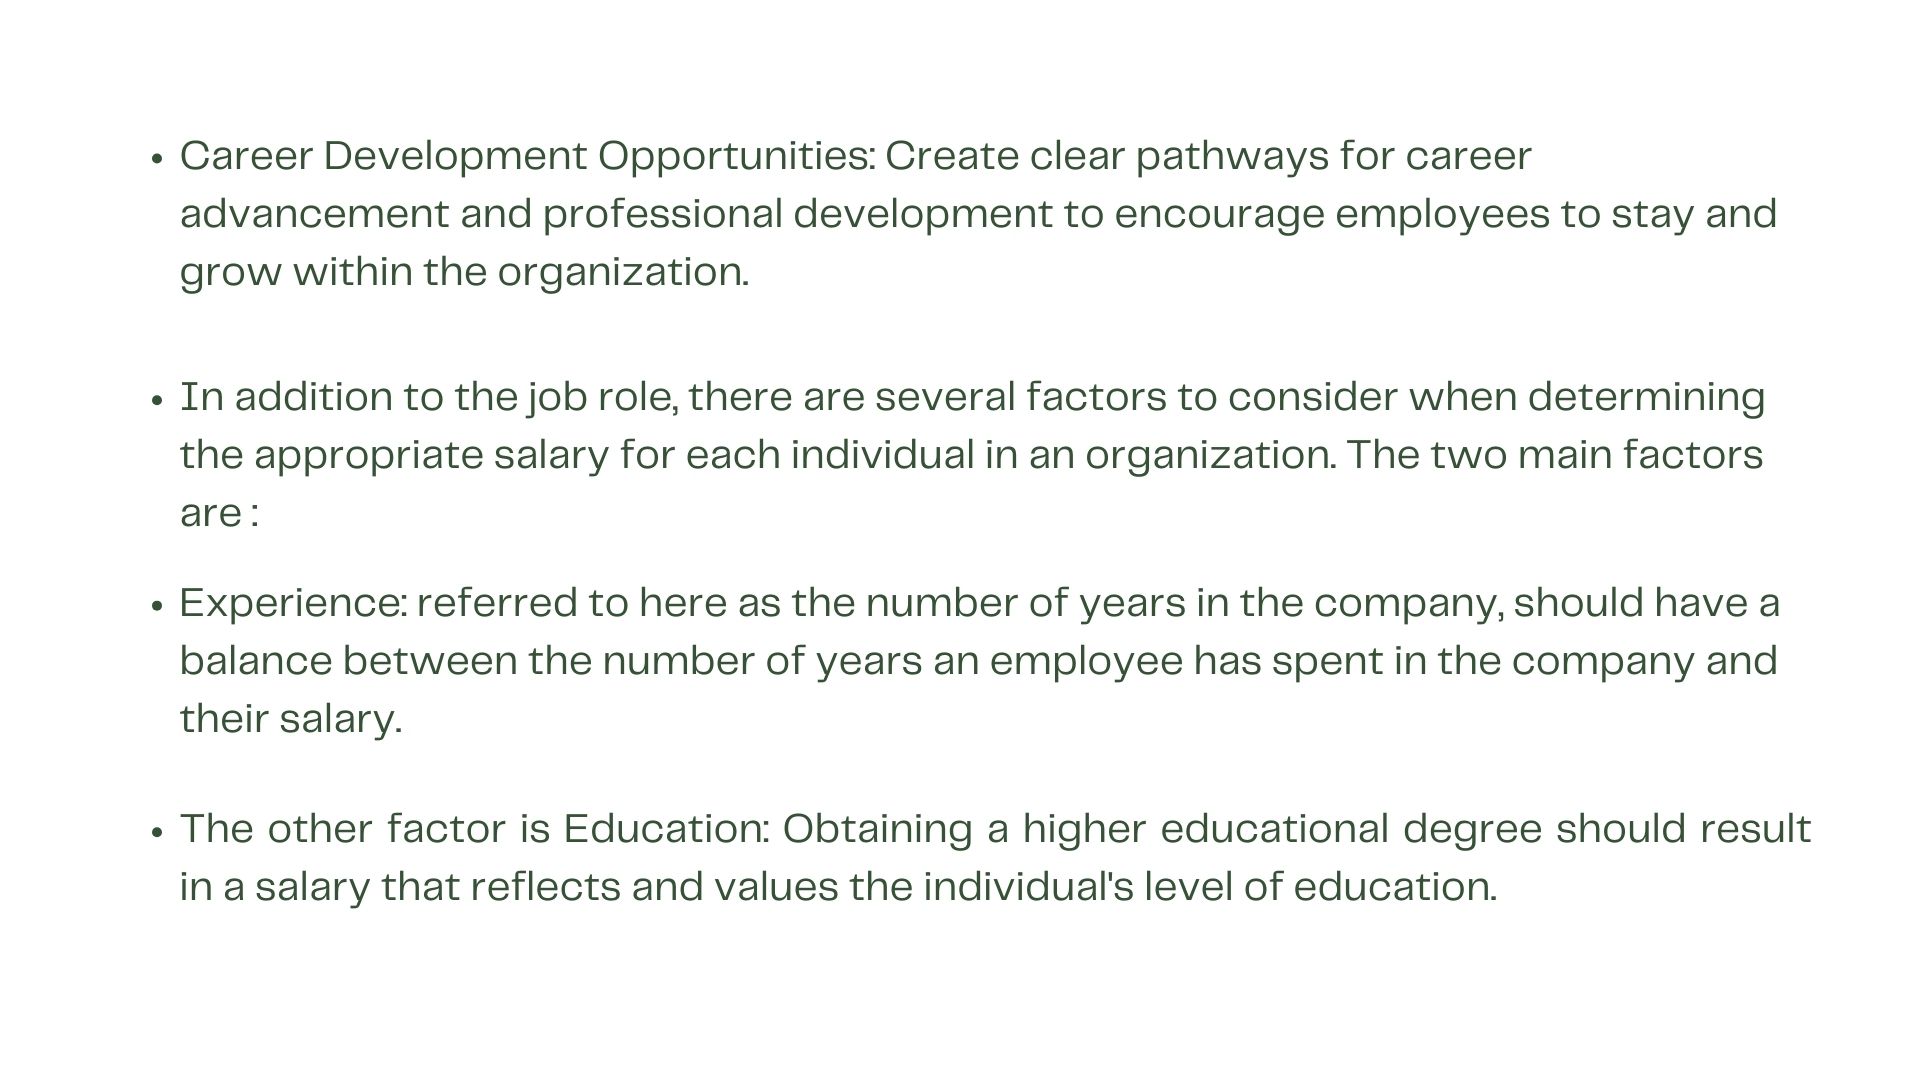 • Career Development Opportunities: Create clear pathways for career
advancement and professional development to encourage employees to stay and
grow within the organization.
• In addition to the job role, there are several factors to consider when determining
the appropriate salary for each individual in an organization. The two main factors
are :
• Experience: referred to here as the number of years in the company, should have a
balance between the number of years an employee has spent in the company and
their salary.
• The other factor is Education: Obtaining a higher educational degree should result
in a salary that reflects and values the individual's level of education.